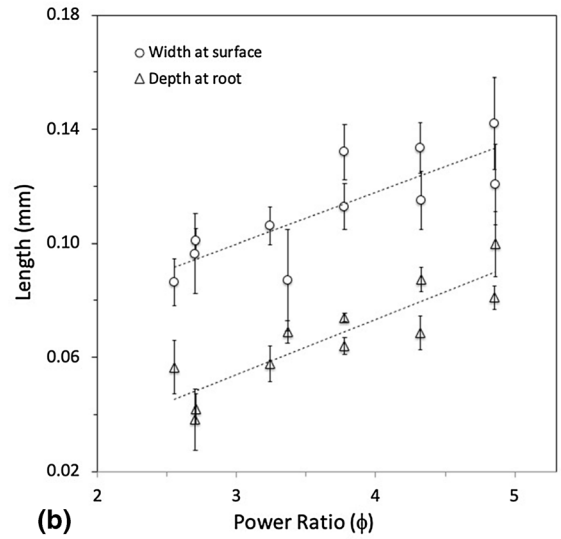 0.18
Width at surface
Depth at root
0.14
0.10
0.06
0.02
Length (mm)
2 3 4 5
(b) Power Ratio (ϕ)